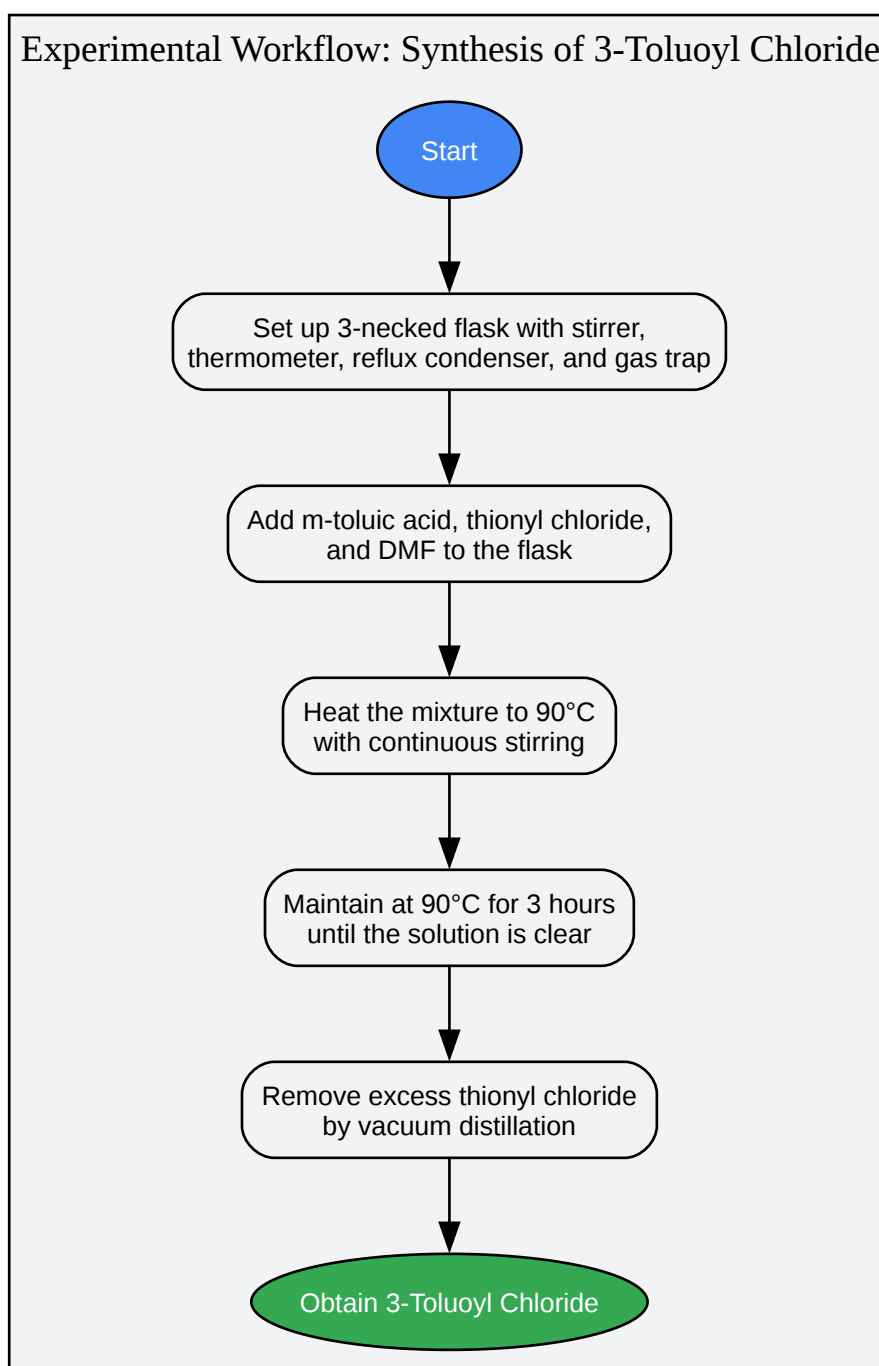 Experimental Workflow: Synthesis of 3-Toluoyl Chloride
Start
Set up 3-necked flask with stirrer,
thermometer, reflux condenser, and gas trap
Add m-toluic acid, thionyl chloride,
and DMF to the flask
Heat the mixture to 90°C
with continuous stirring
Maintain at 90°C for 3 hours
until the solution is clear
Remove excess thionyl chloride
by vacuum distillation
Obtain 3-Toluoyl Chloride